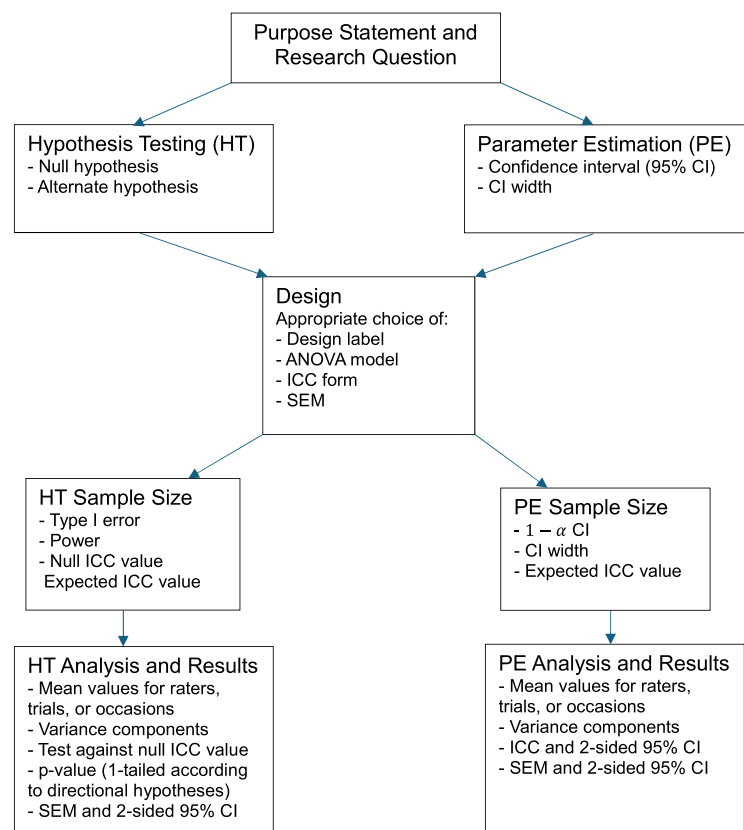 Purpose Statement and
Research Question
Hypothesis Testing (HT)
- Null hypothesis
- Alternate hypothesis
Parameter Estimation (PE)
- Confidence interval (95% CI)
- CI width
Design
Appropriate choice of:
- Design label
- ANOVA model
- ICC form
- SEM
HT Sample Size
- Type I error
- Power
- Null ICC value
Expected ICC value
PE Sample Size
- 1 − α CI
- CI width
- Expected ICC value
HT Analysis and Results
- Mean values for raters,
trials, or occasions
- Variance components
- Test against null ICC value
- p-value (1-tailed according
to directional hypotheses)
- SEM and 2-sided 95% CI
PE Analysis and Results
- Mean values for raters,
trials, or occasions
- Variance components
- ICC and 2-sided 95% CI
- SEM and 2-sided 95% CI